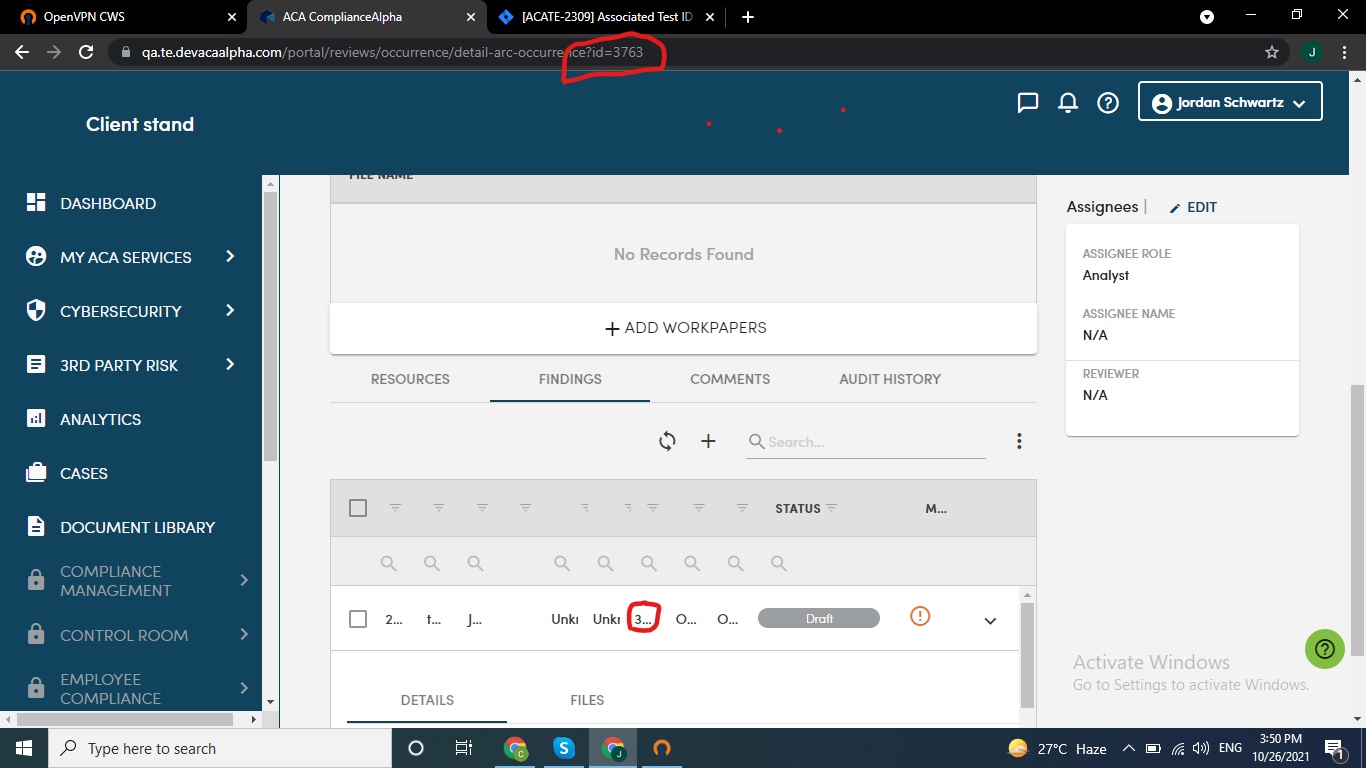 OpenVPN CWS
ACA ComplianceAlpha
[ACATE-2309] Associated Test ID
qa.te.devacaalpha.com/portal/reviews/occurrence/detail-arc-occurrence?id=3763
J
Client stand
Jordan Schwartz
DASHBOARD
MY ACA SERVICES
CYBERSECURITY
3RD PARTY RISK
ANALYTICS
CASES
DOCUMENT LIBRARY
COMPLIANCE
MANAGEMENT
CONTROL ROOM
EMPLOYEE
COMPLIANCE
FILE NAME
No Records Found
+ ADD WORKPAPERS
RESOURCES FINDINGS COMMENTS AUDIT HISTORY
Search...
STATUS M...
2... t... J... Unkr Unkr 3... O... O... Draft
DETAILS FILES
Assignees | EDIT
ASSIGNEE ROLE
Analyst
ASSIGNEE NAME
N/A
REVIEWER
N/A
Activate Windows
Go to Settings to activate Windows.
Type here to search
27°C Haze
ENG
3:50 PM
10/26/2021
1